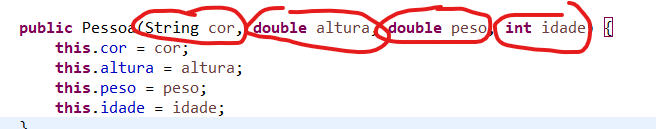 public Pessoa(String cor, double altura, double peso, int idade) {
this.cor = cor;
this.altura = altura;
this.peso = peso;
this.idade = idade;
}